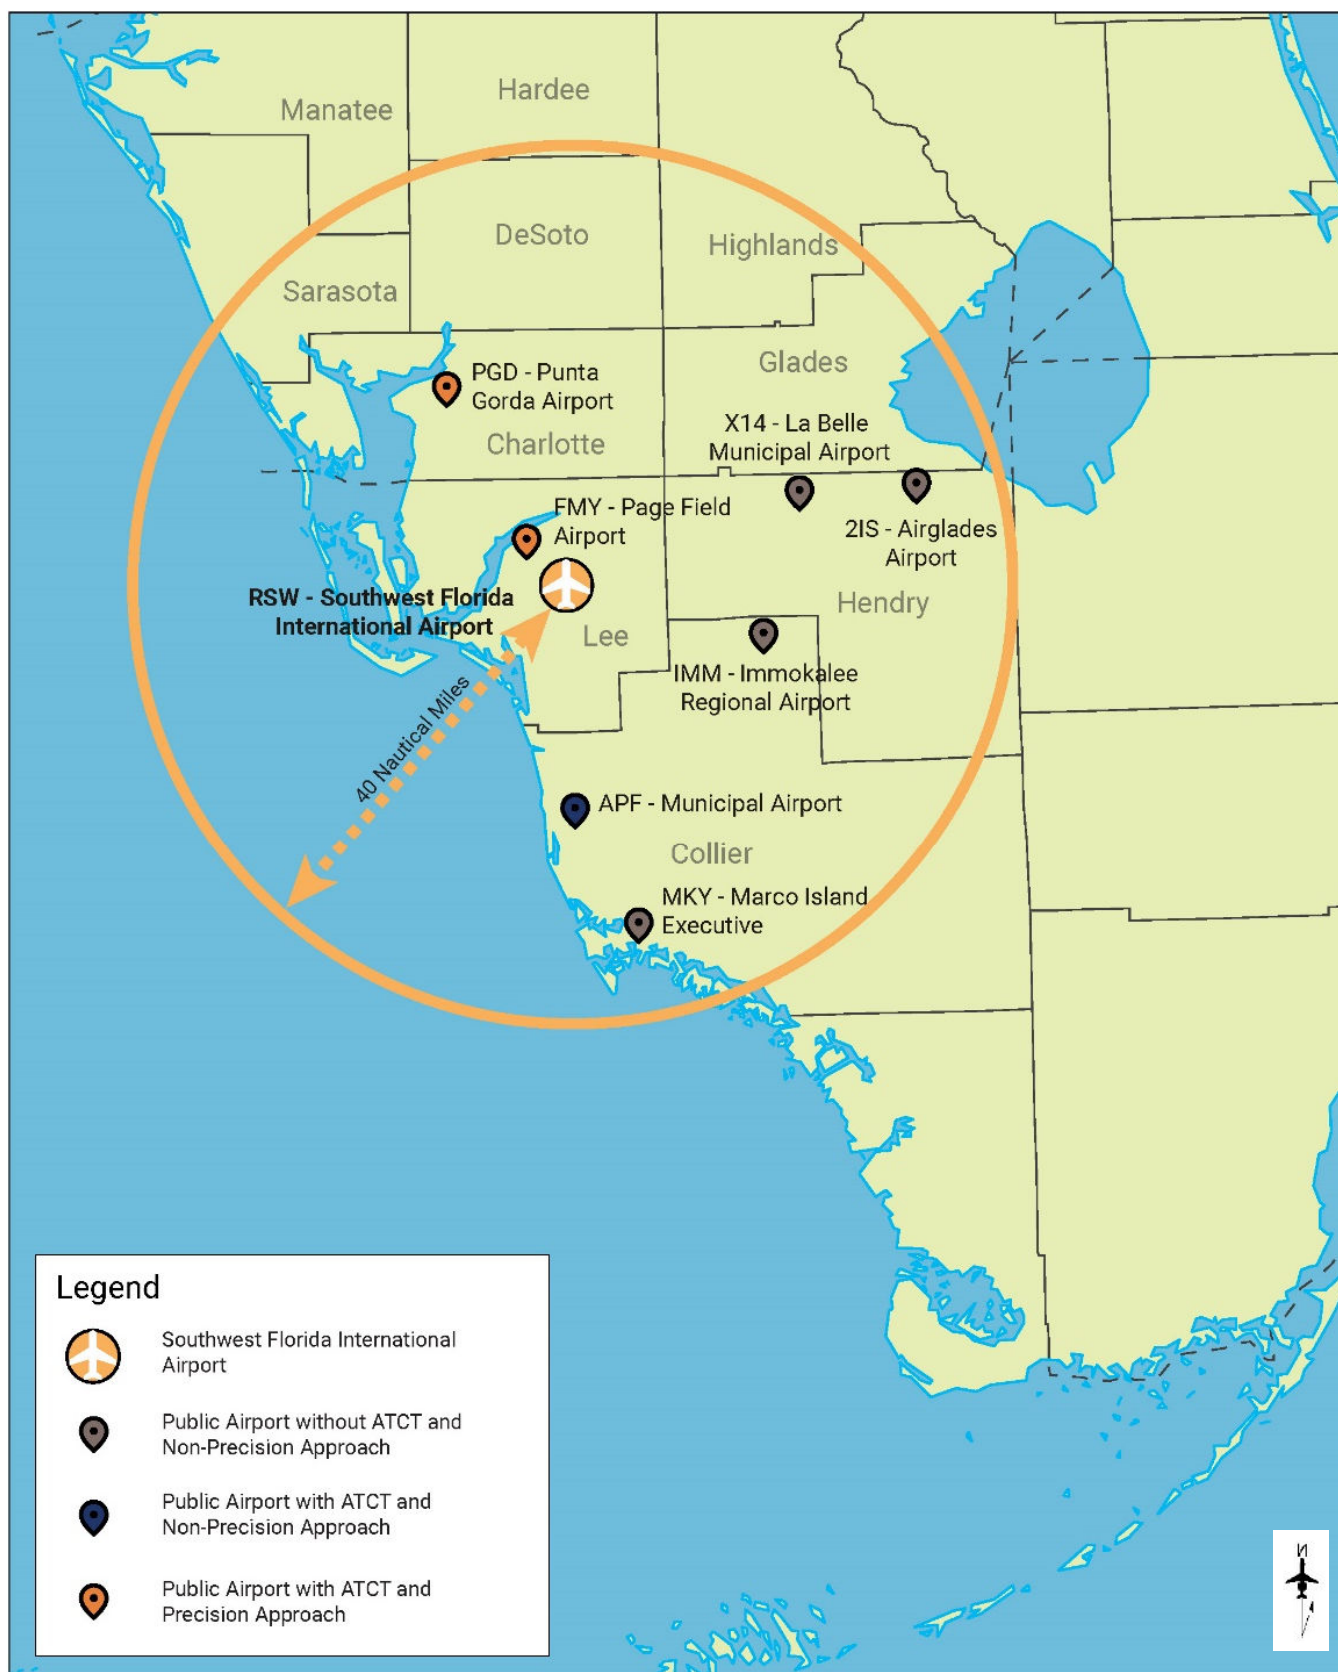 Hardee
Manatee
DeSoto
Highlands
Sarasota
Glades
PGD - Punta
Gorda Airport
X14 - La Belle
Municipal Airport
Charlotte
FMY - Page Field
Airport
2IS - Airglades
Airport
RSW - Southwest Florida
International Airport
Hendry
Lee
IMM - Immokalee
Regional Airport
40 Nautical Miles
APF - Municipal Airport
Collier
MKY - Marco Island
Executive
Legend
Southwest Florida International
Airport
Public Airport without ATCT and
Non-Precision Approach
Public Airport with ATCT and
Non-Precision Approach
Public Airport with ATCT and
Precision Approach
N